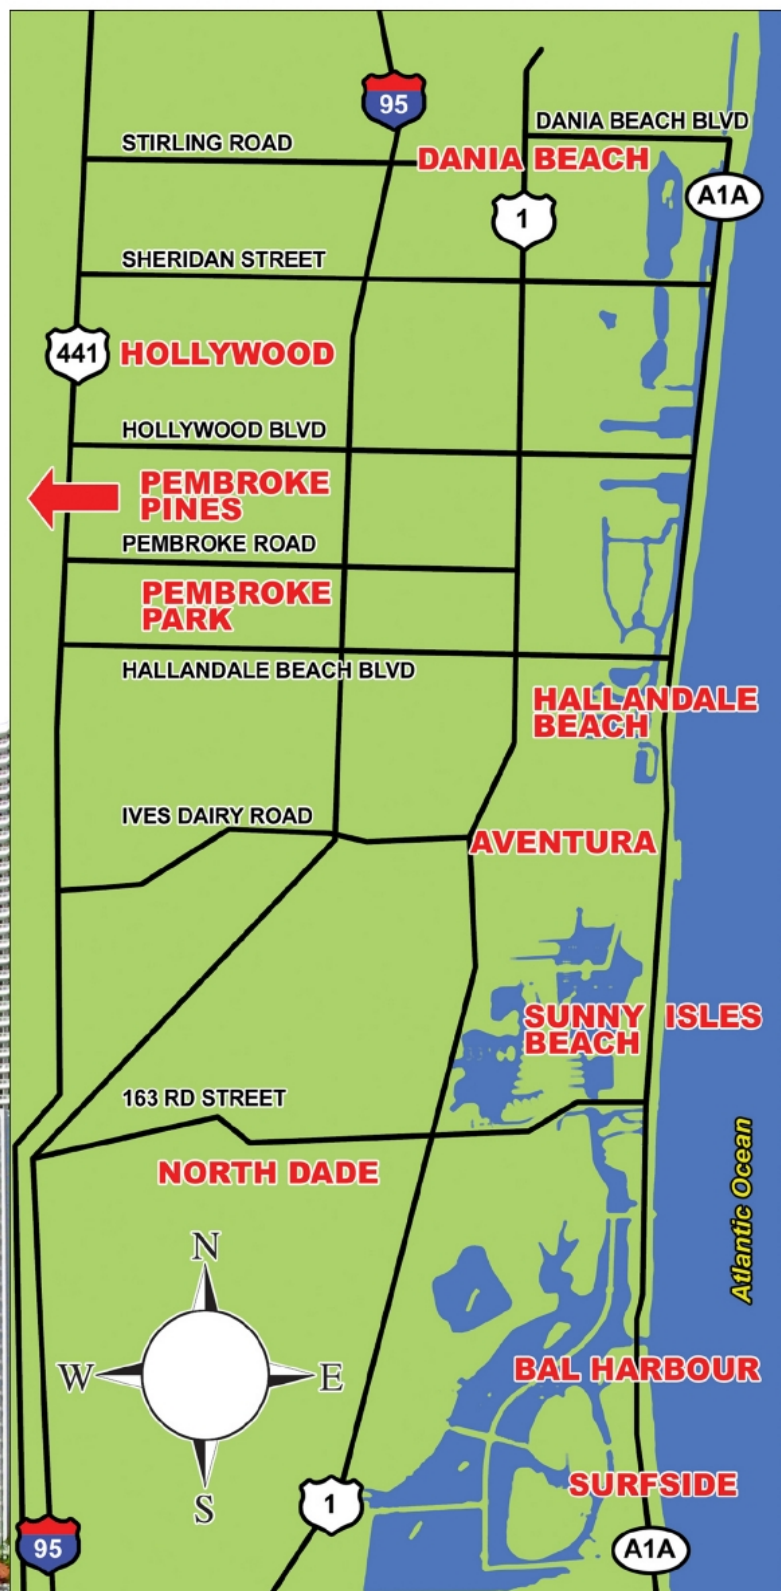 95
DANIA BEACH BLVD
STIRLING ROAD
DANIA BEACH
A1A
1
SHERIDAN STREET
441
HOLLYWOOD
HOLLYWOOD BLVD
PEMBROKE
PINES
PEMBROKE ROAD
PEMBROKE
PARK
HALLANDALE BEACH BLVD
HALLANDALE
BEACH
IVES DAIRY ROAD
AVENTURA
SUNNY ISLES
BEACH
163 RD STREET
NORTH DADE
Atlantic Ocean
N
W
E
S
BAL HARBOUR
SURFSIDE
1
95
A1A